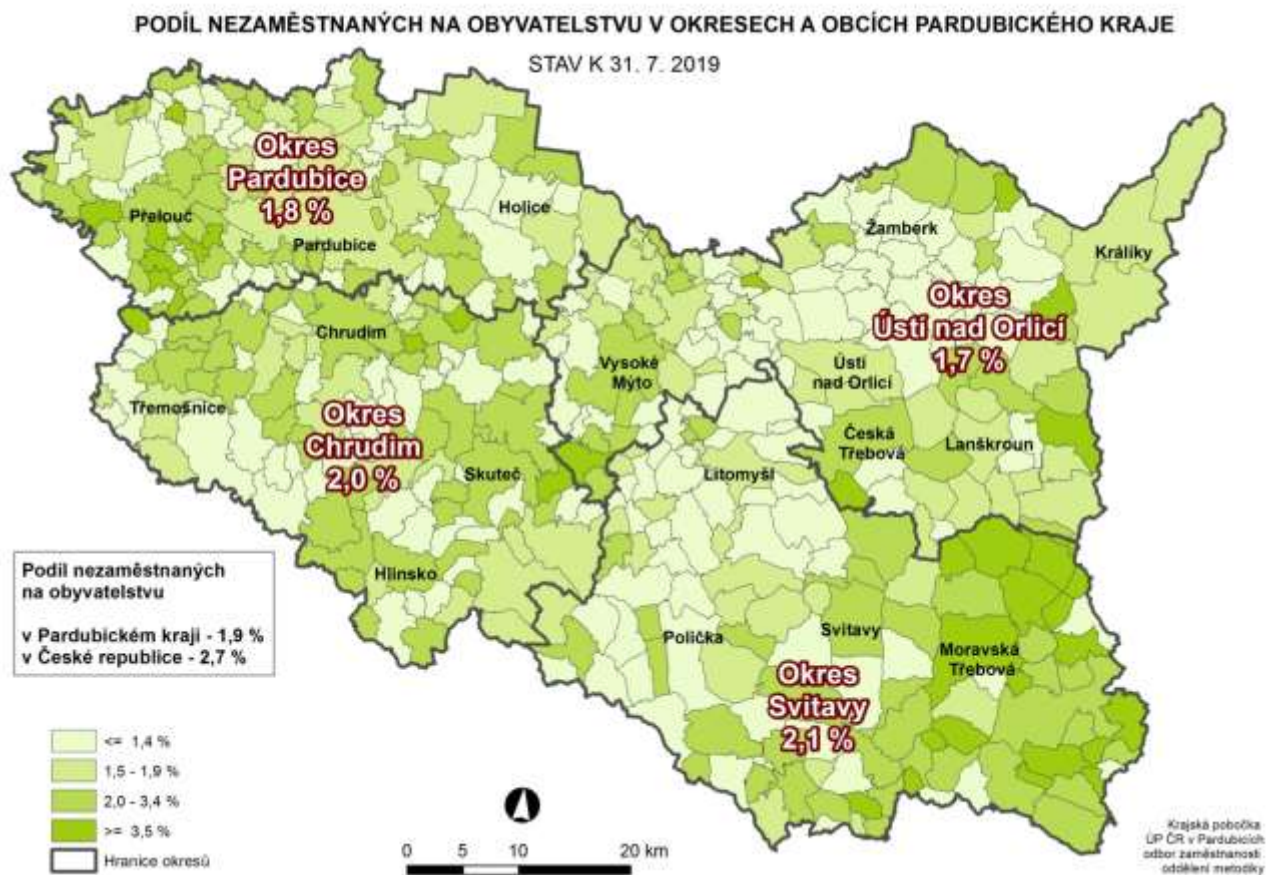 PODÍL NEZAMĚSTNANÝCH NA OBYVATELSTVU V OKRESECH A OBCÍCH PARDUBICKÉHO KRAJE
STAV K 31. 7. 2019
Okres
Pardubice
1,8 %
Přelouč
Pardubice
Holice
Žamberk
Králíky
Okres
Ústí nad Orlicí
1,7 %
Chrudim
Vysoké
Mýto
Ústí
nad Orlicí
Třemošnice
Okres
Chrudim
2,0 %
Skuteč
Litomyšl
Česká
Třebová
Lanškroun
Hlinsko
Polička
Svitavy
Moravská
Třebová
Okres
Svitavy
2,1 %
Podíl nezaměstnaných
na obyvatelstvu
v Pardubickém kraji - 1,9 %
v České republice - 2,7 %
<= 1,4 %
1,5 - 1,9 %
2,0 - 3,4 %
>= 3,5 %
Hranice okresů
0 5 10 20 km
Krajská pobočka
ÚP ČR v Pardubicích
odbor zaměstnanosti
oddělení metodiky